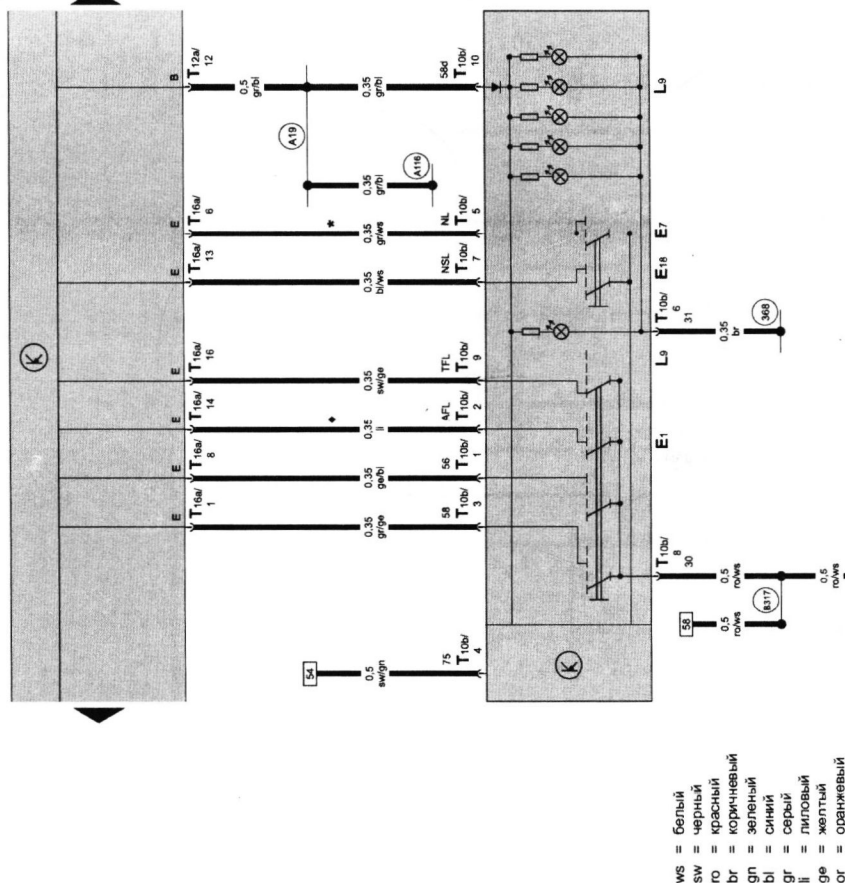 T12a/
12
B
0,5
gr/bl
A19
0,35
gr/bl
58d
T10b/
10
0,35
gr/bl
A116
E
T16a/
6
0,35
gr/ws
*
NL
T10b/
5
E
T16a/
13
0,35
bl/ws
NSL
T10b/
7
E
T16a/
16
0,35
sw/ge
TFL
T10b/
9
E
T16a/
14
0,35
li
AFL
T10b/
2
E
T16a/
8
0,35
ge/bl
56
T10b/
1
E
T16a/
1
0,35
gr/ge
58
T10b/
3
54
0,5
sw/gn
75
T10b/
4
K
K
L9
E7
E18
T10b/
6
31
0,35
br
368
L9
E1
T10b/
8
30
0,5
ro/ws
B317
58
0,5
ro/ws
0,5
ro/ws
ws = белый
sw = черный
ro = красный
br = коричневый
gn = зеленый
bl = синий
gr = серый
li = лиловый
ge = желтый
or = оранжевый